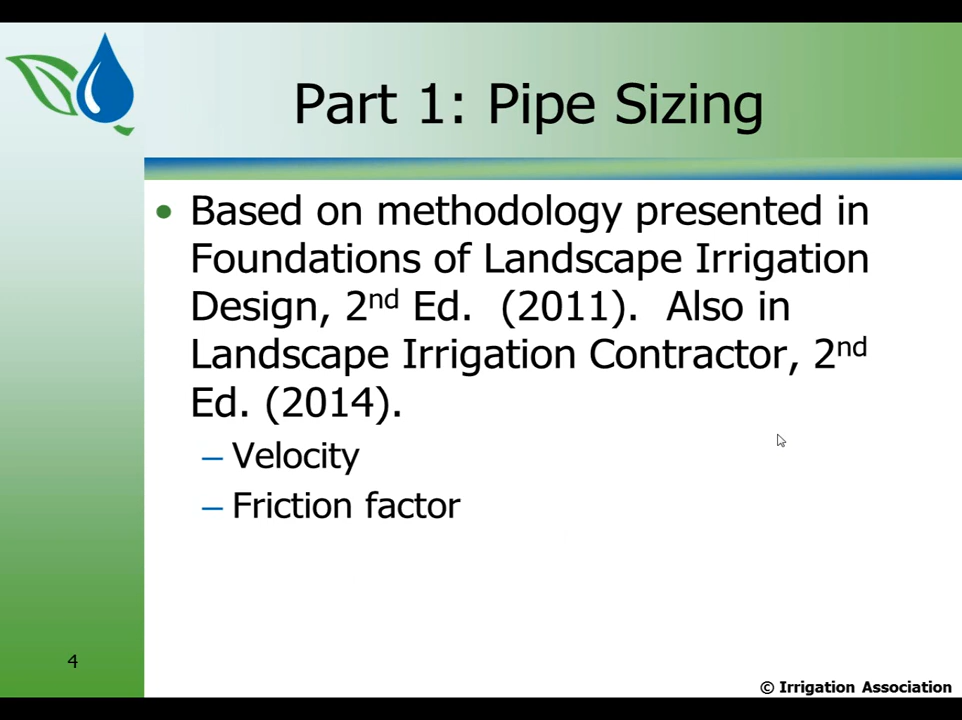 Part 1: Pipe Sizing
• Based on methodology presented in
Foundations of Landscape Irrigation
Design, 2nd Ed. (2011). Also in
Landscape Irrigation Contractor, 2nd
Ed. (2014).
– Velocity
– Friction factor
4
© Irrigation Association